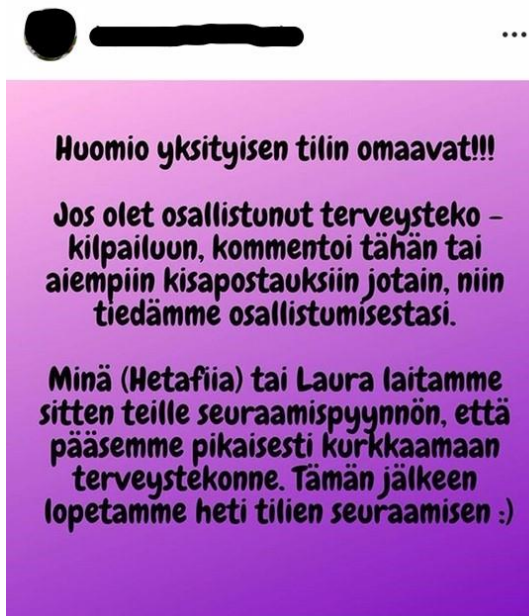 Huomio yksityisen tilin omaavat!!!
Jos olet osallistunut terveysteko –
kilpailuun, kommentoi tähän tai
aiempiin kisapostauksiin jotain, niin
tiedämme osallistumisestasi.
Minä (Hetafiia) tai Laura laitamme
sitten teille seuraamispyynnön, että
pääsemme pikaisesti kurkkaamaan
terveystekonne. Tämän jälkeen
lopetamme heti tilien seuraamisen :)